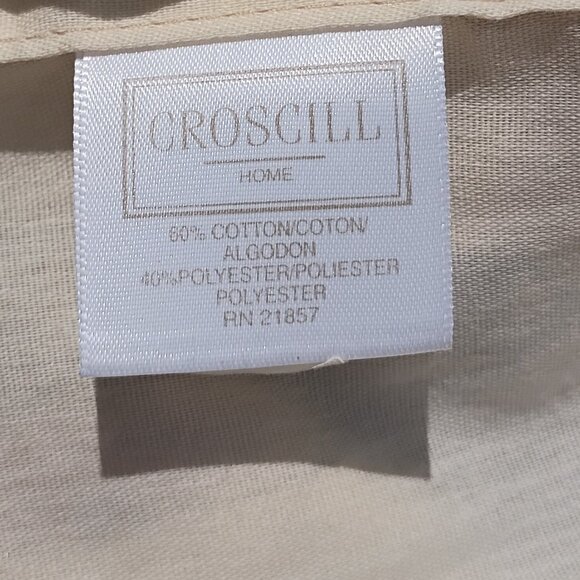 CROSCILL
HOME
60% COTTON/COTON/
ALGODON
40%POLYESTER/POLIESTER
POLYESTER
RN 21857